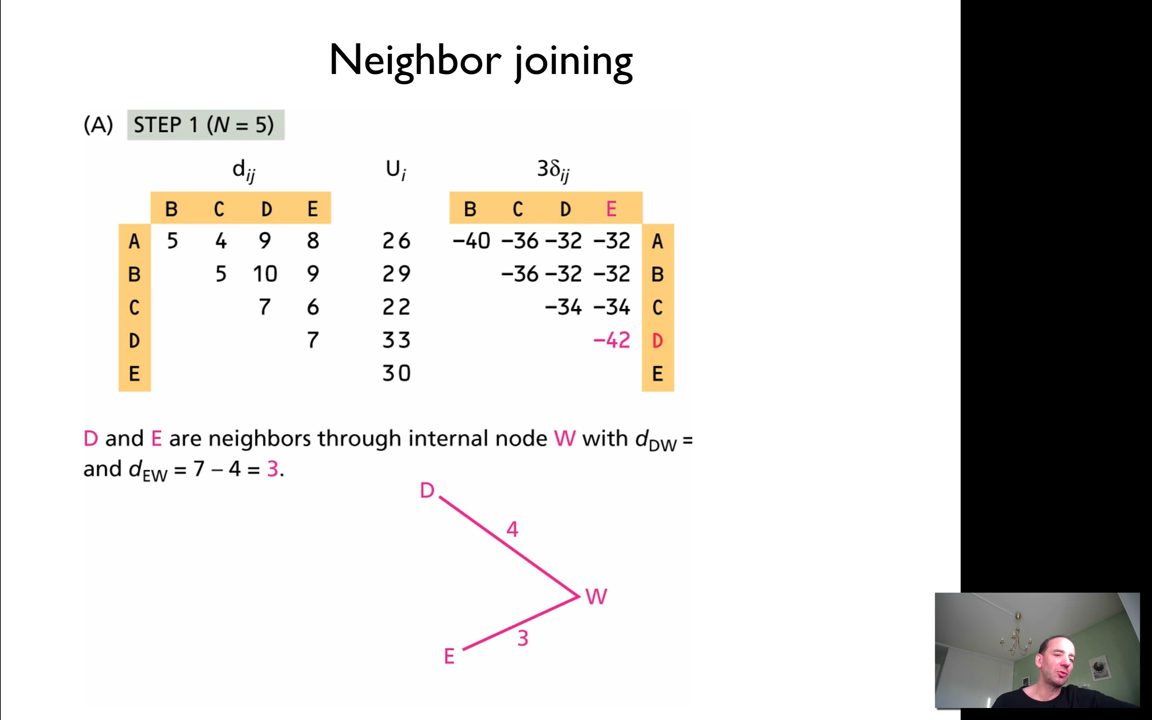 Neighbor joining
(A) STEP 1 (N = 5)
dij Ui 3δij
B C D E B C D E
A 5 4 9 8 26 −40 −36 −32 −32 A
B 5 10 9 29 −36 −32 −32 B
C 7 6 22 −34 −34 C
D 7 33 −42 D
E 30 E
D and E are neighbors through internal node W with dDW =
and dEW = 7 – 4 = 3.
D
4
W
3
E